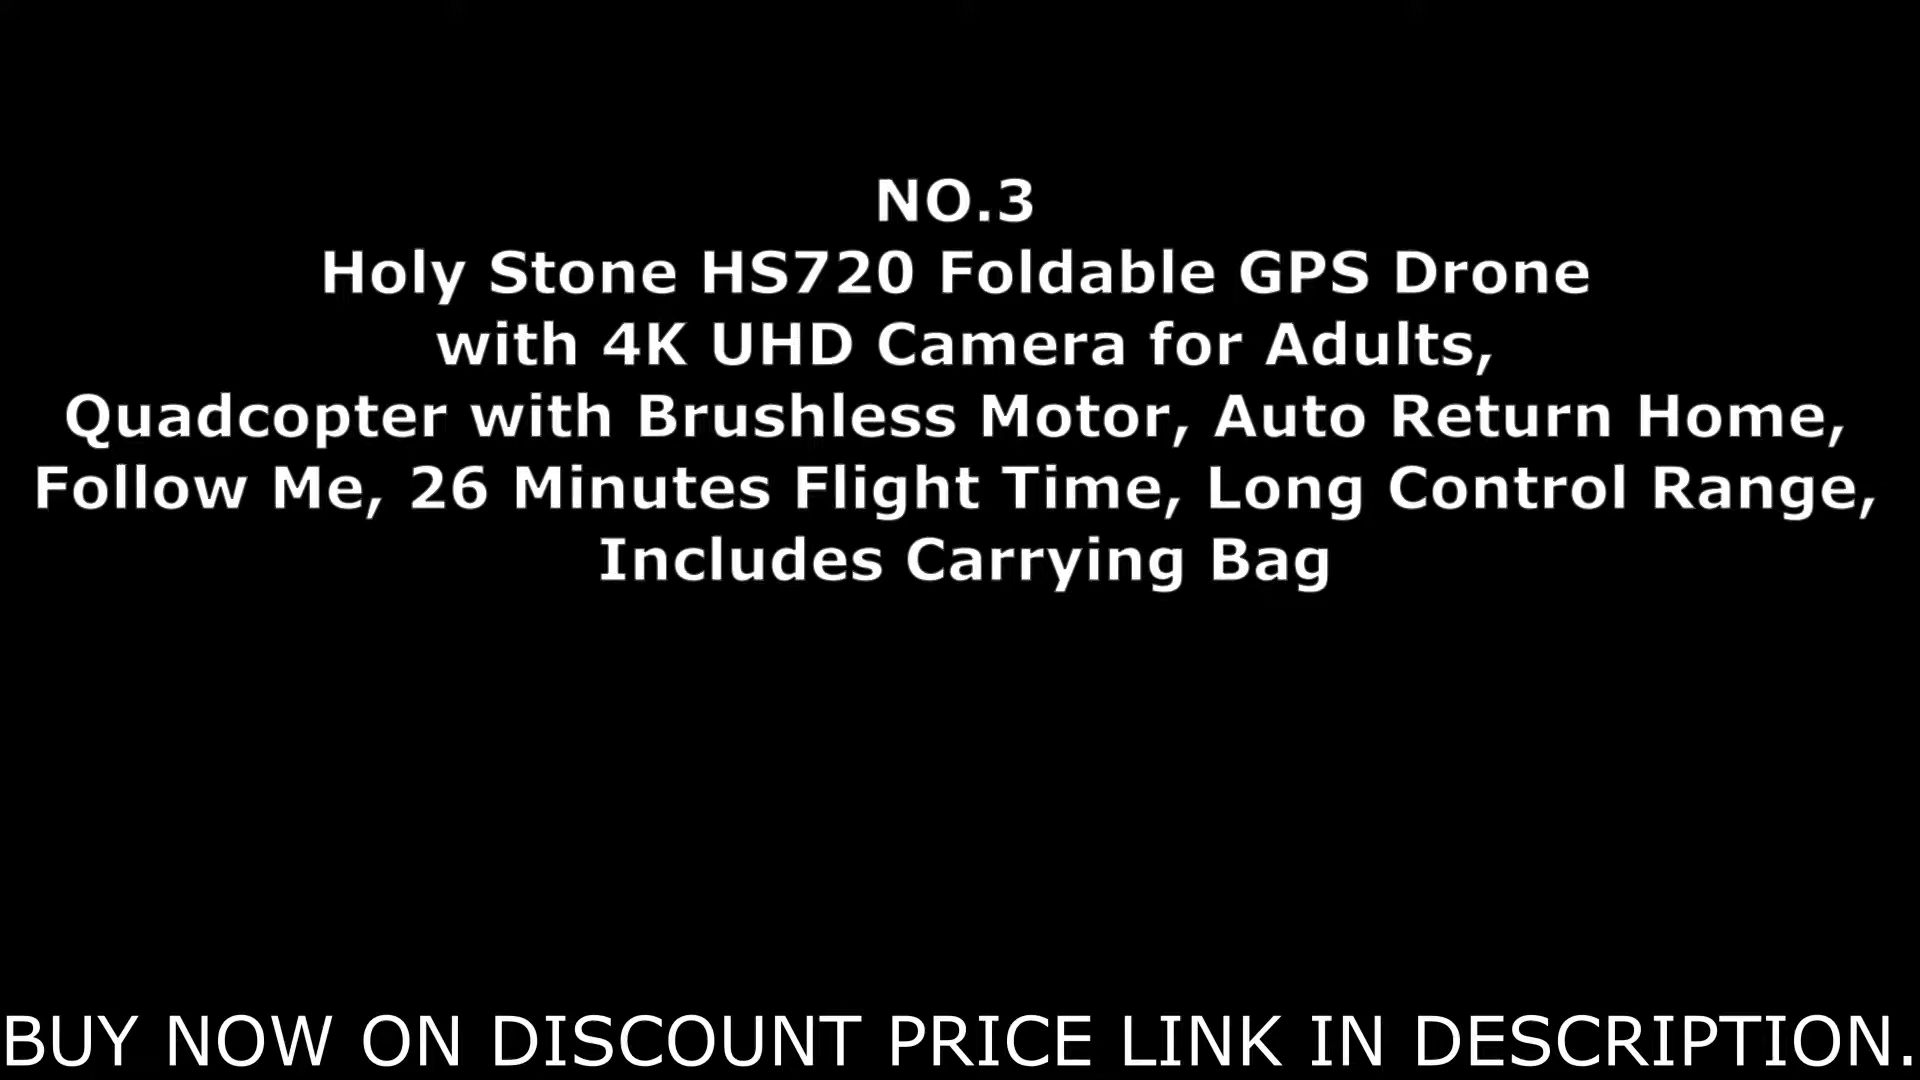 NO.3
Holy Stone HS720 Foldable GPS Drone
with 4K UHD Camera for Adults,
Quadcopter with Brushless Motor, Auto Return Home,
Follow Me, 26 Minutes Flight Time, Long Control Range,
Includes Carrying Bag
BUY NOW ON DISCOUNT PRICE LINK IN DESCRIPTION.